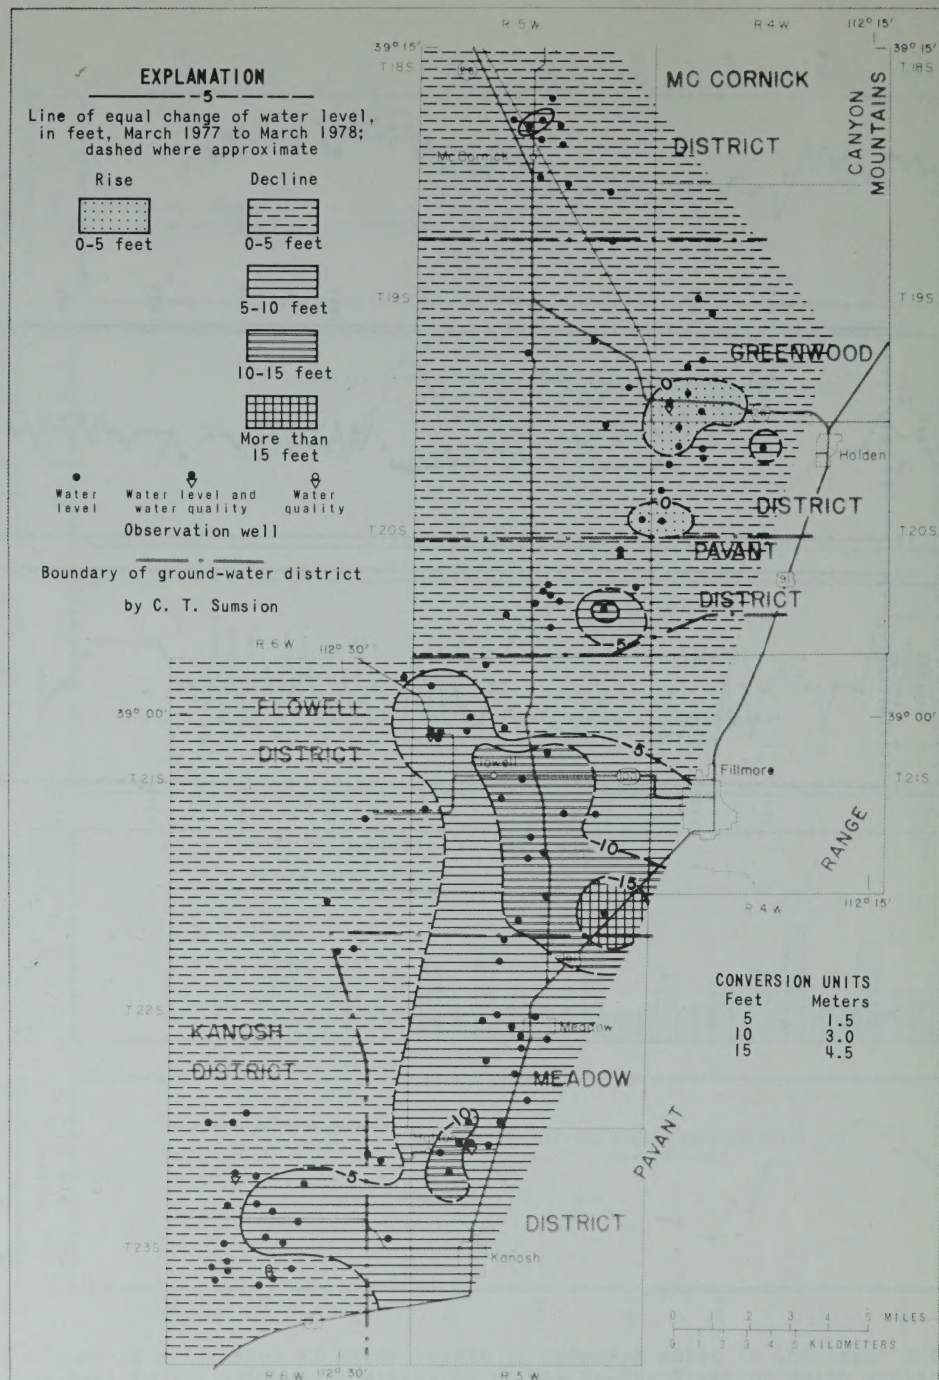 R 5 W R 4 W 112° 15'
39° 15' 39° 15'
T 18 S T 18 S
EXPLANATION
5
Line of equal change of water level,
in feet, March 1977 to March 1978;
dashed where approximate
Rise Decline
0-5 feet 0-5 feet
5-10 feet
10-15 feet
More than
15 feet
Water level
Water level and water quality
Water quality
Observation well
Boundary of ground-water district
by C. T. Sumsion
MC CORNICK
DISTRICT
CANYON
MOUNTAINS
McCornick
T 19 S T 19 S
GREENWOOD
0
Holden
0
DISTRICT
T 20 S T 20 S
PAVANT
91
DISTRICT
5
R 6 W 112° 30'
FLOWELL
DISTRICT
39° 00' 39° 00'
5
Flowell 100 Fillmore
T 21 S T 21 S
-10
RANGE
-15
R 4 W 112° 15'
CONVERSION UNITS
Feet Meters
5 1.5
10 3.0
15 4.5
T 22 S
Meadow
KANOSH
DISTRICT
MEADOW
PAVANT
-10
5
DISTRICT
T 23 S
Kanosh
0 1 2 3 4 5 MILES
0 1 2 3 4 5 KILOMETERS
R 6 W 112° 30' R 5 W